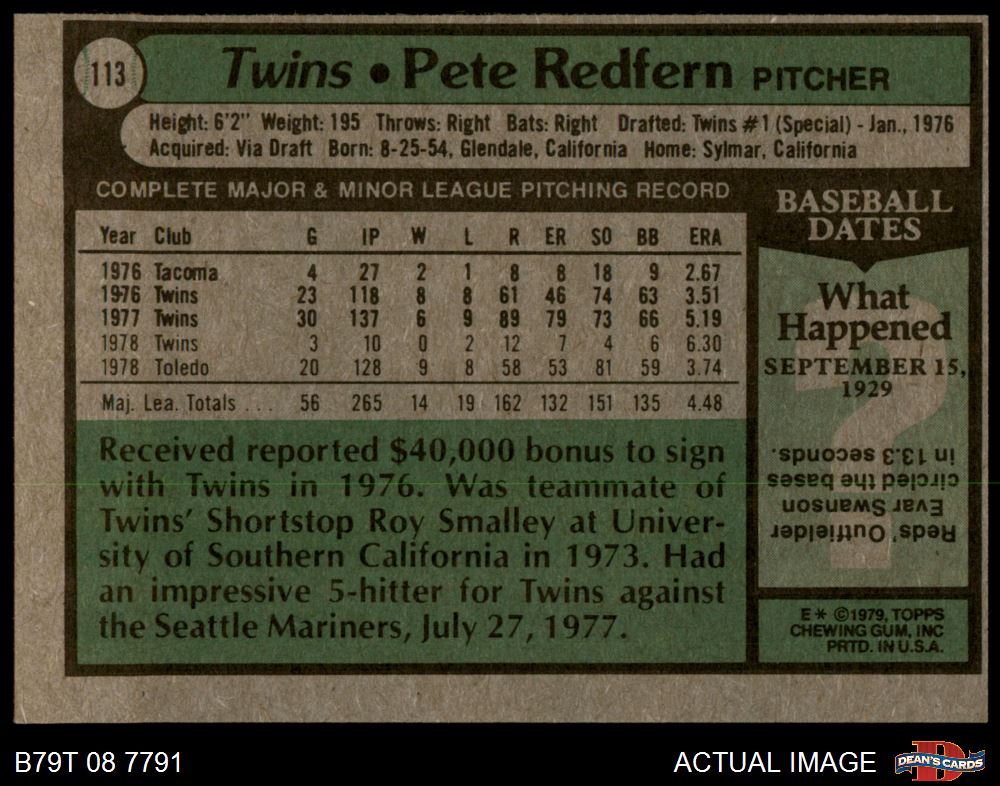 113
Twins • Pete Redfern PITCHER
Height: 6'2" Weight: 195 Throws: Right Bats: Right Drafted: Twins #1 (Special) - Jan., 1976
Acquired: Via Draft Born: 8-25-54, Glendale, California Home: Sylmar, California
COMPLETE MAJOR & MINOR LEAGUE PITCHING RECORD
Year Club G IP W L R ER SO BB ERA
1976 Tacoma 4 27 2 1 8 8 18 9 2.67
1976 Twins 23 118 8 8 61 46 74 63 3.51
1977 Twins 30 137 6 9 89 79 73 66 5.19
1978 Twins 3 10 0 2 12 7 4 6 6.30
1978 Toledo 20 128 9 8 58 53 81 59 3.74
Maj. Lea. Totals ... 56 265 14 19 162 132 151 135 4.48
Received reported $40,000 bonus to sign
with Twins in 1976. Was teammate of
Twins' Shortstop Roy Smalley at Univer-
sity of Southern California in 1973. Had
an impressive 5-hitter for Twins against
the Seattle Mariners, July 27, 1977.
BASEBALL
DATES
What
Happened
SEPTEMBER 15,
1929
?
Reds' Outfielder
Evar Swanson
circled the bases
in 13.3 seconds.
E* ©1979, TOPPS
CHEWING GUM, INC
PRTD. IN U.S.A.
B79T 08 7791
ACTUAL IMAGE
D
DEAN'S CARDS